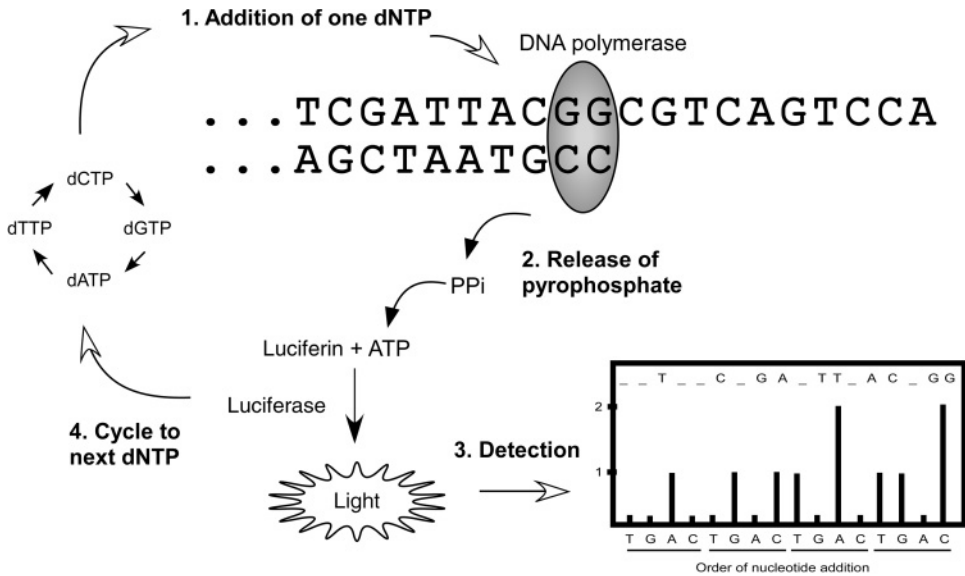 1. Addition of one dNTP
DNA polymerase
...TCGATTACGGCGTCAGTCCA
...AGCTAATGCC
dCTP
dTTP
dGTP
dATP
2. Release of
pyrophosphate
PPi
Luciferin + ATP
Luciferase
4. Cycle to
next dNTP
3. Detection
Light
_ _ T _ _ C _ GA _ TT _ AC _ GG
2
1
T G A C T G A C T G A C T G A C
Order of nucleotide addition